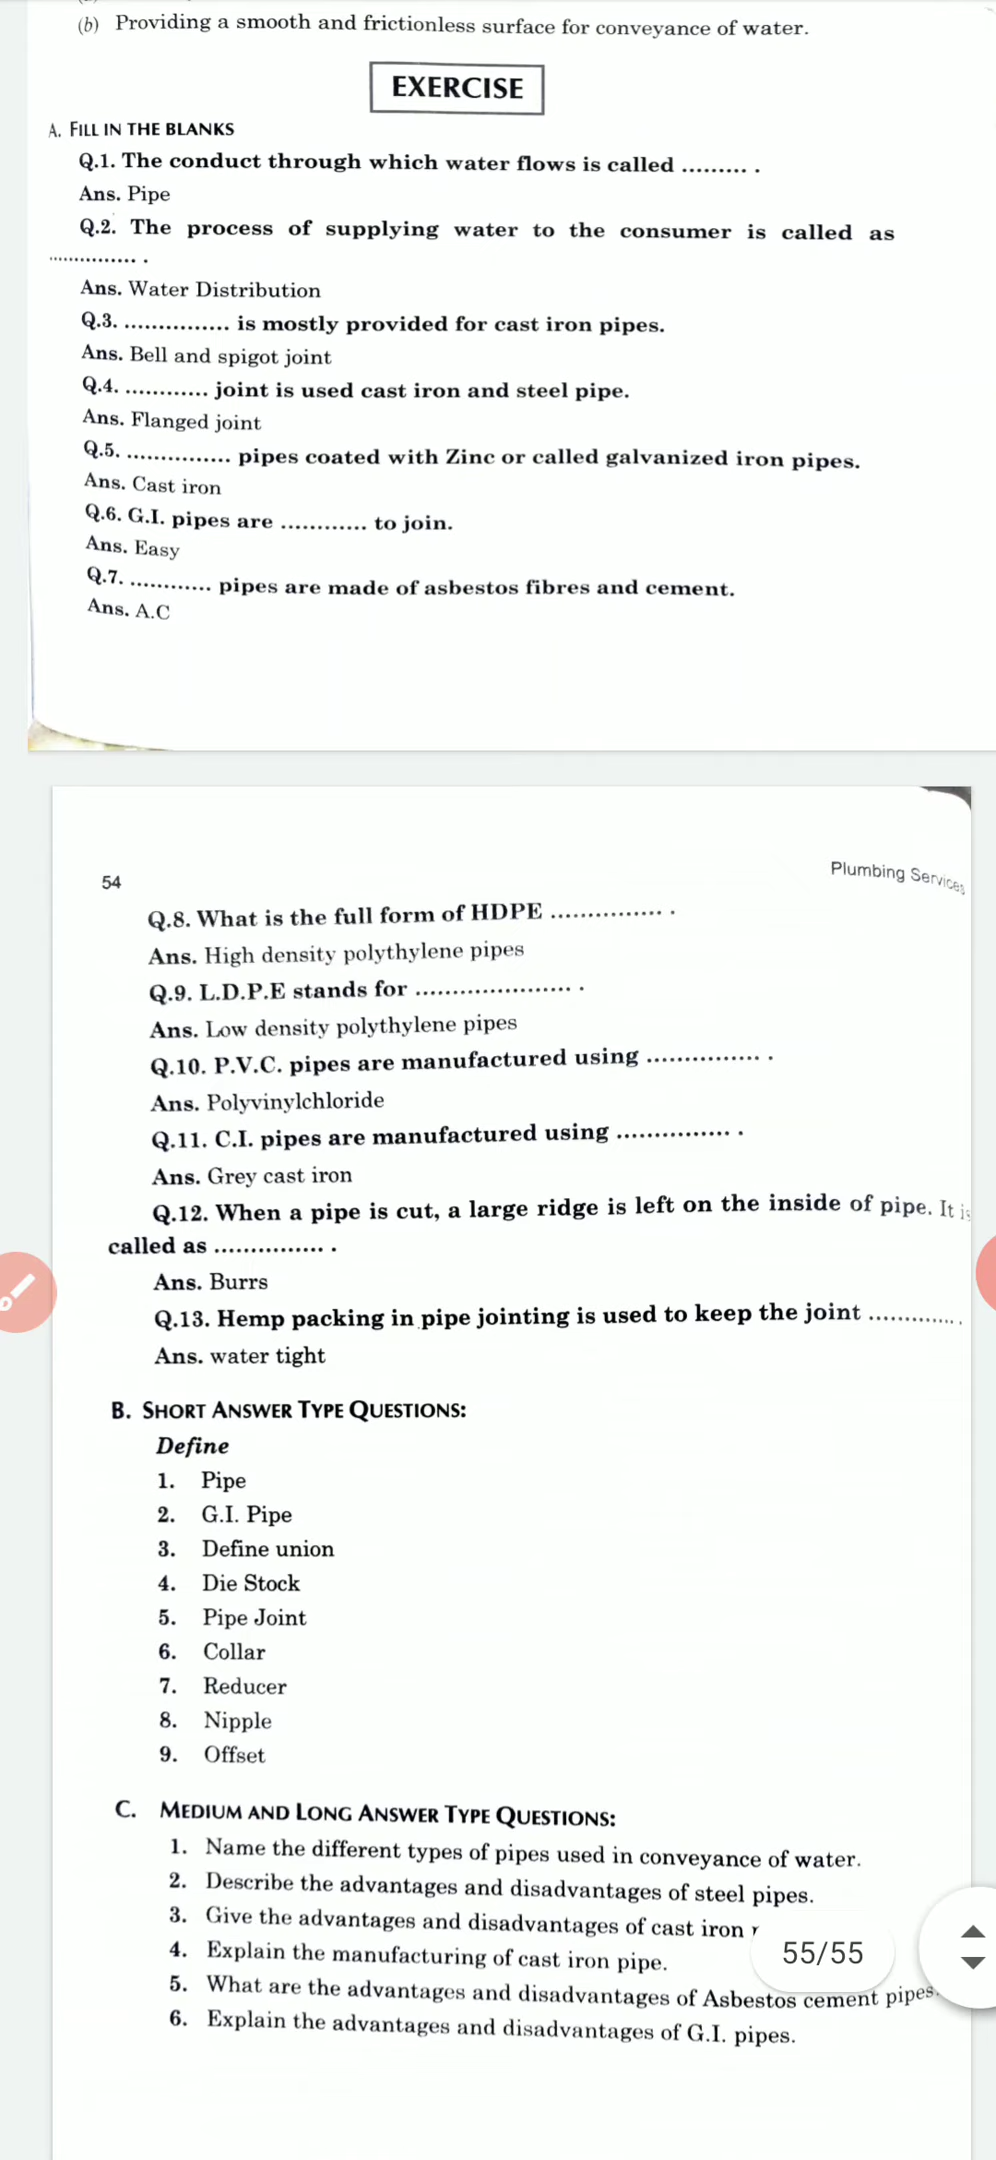 (b) Providing a smooth and frictionless surface for conveyance of water.
EXERCISE
A. FILL IN THE BLANKS
Q.1. The conduct through which water flows is called ......... .
Ans. Pipe
Q.2. The process of supplying water to the consumer is called as
............... .
Ans. Water Distribution
Q.3. .............. is mostly provided for cast iron pipes.
Ans. Bell and spigot joint
Q.4. ............ joint is used cast iron and steel pipe.
Ans. Flanged joint
Q.5. .............. pipes coated with Zinc or called galvanized iron pipes.
Ans. Cast iron
Q.6. G.I. pipes are ............ to join.
Ans. Easy
Q.7. ............ pipes are made of asbestos fibres and cement.
Ans. A.C
54
Plumbing Services
Q.8. What is the full form of HDPE ............... .
Ans. High density polythylene pipes
Q.9. L.D.P.E stands for ..................... .
Ans. Low density polythylene pipes
Q.10. P.V.C. pipes are manufactured using ............... .
Ans. Polyvinylchloride
Q.11. C.I. pipes are manufactured using ............... .
Ans. Grey cast iron
Q.12. When a pipe is cut, a large ridge is left on the inside of pipe. It is
called as ............... .
Ans. Burrs
Q.13. Hemp packing in pipe jointing is used to keep the joint ............. .
Ans. water tight
B. SHORT ANSWER TYPE QUESTIONS:
Define
1. Pipe
2. G.I. Pipe
3. Define union
4. Die Stock
5. Pipe Joint
6. Collar
7. Reducer
8. Nipple
9. Offset
C. MEDIUM AND LONG ANSWER TYPE QUESTIONS:
1. Name the different types of pipes used in conveyance of water.
2. Describe the advantages and disadvantages of steel pipes.
3. Give the advantages and disadvantages of cast iron
55/55
4. Explain the manufacturing of cast iron pipe.
5. What are the advantages and disadvantages of Asbestos cement pipes.
6. Explain the advantages and disadvantages of G.I. pipes.